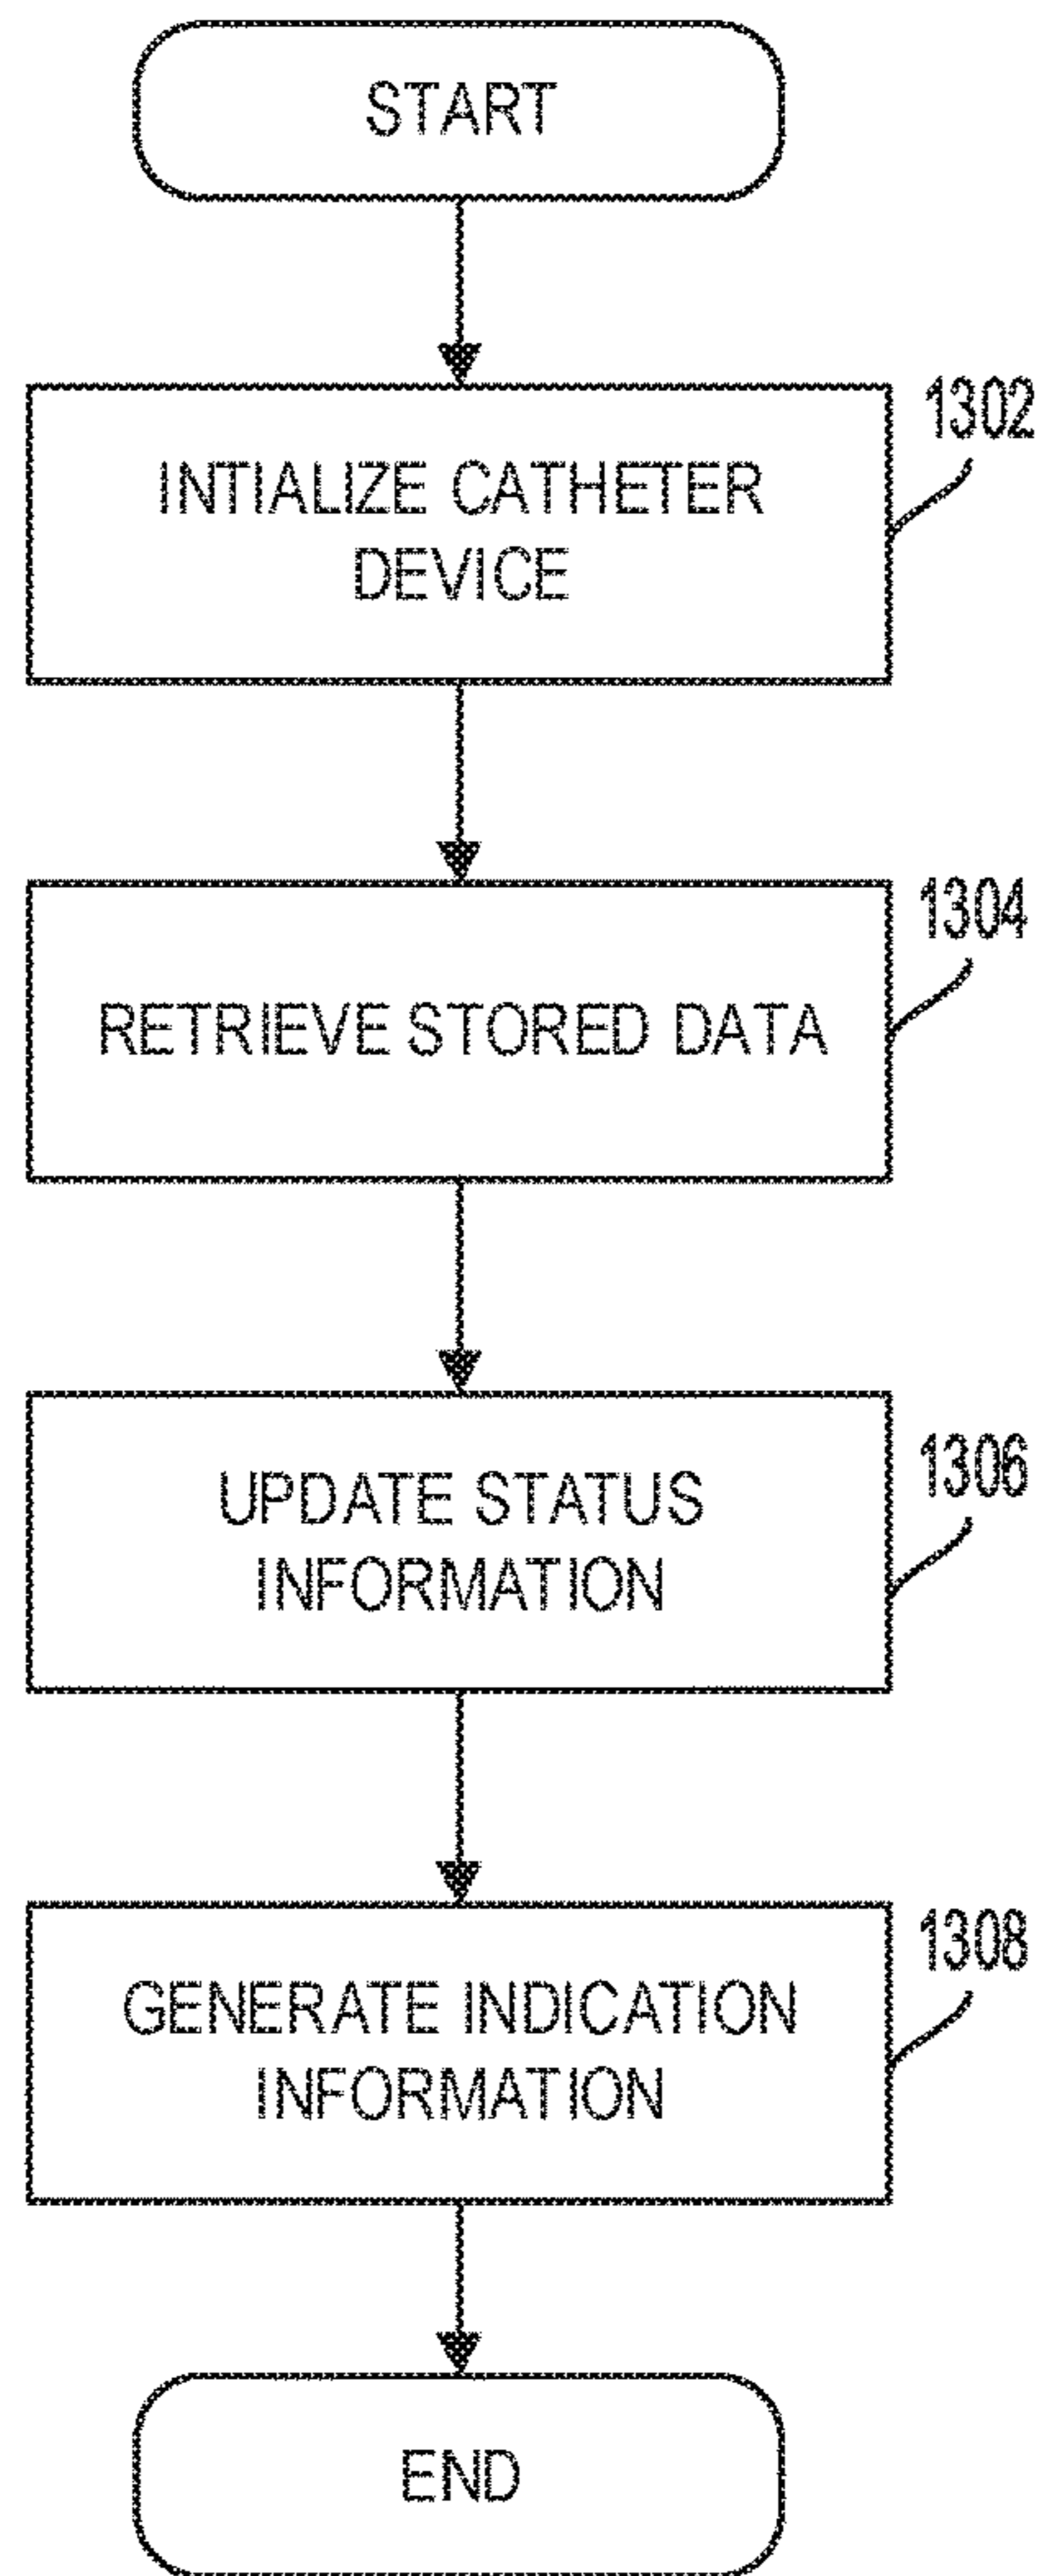 START
INTIALIZE CATHETER
DEVICE
1302
RETRIEVE STORED DATA
1304
UPDATE STATUS
INFORMATION
1306
GENERATE INDICATION
INFORMATION
1308
END